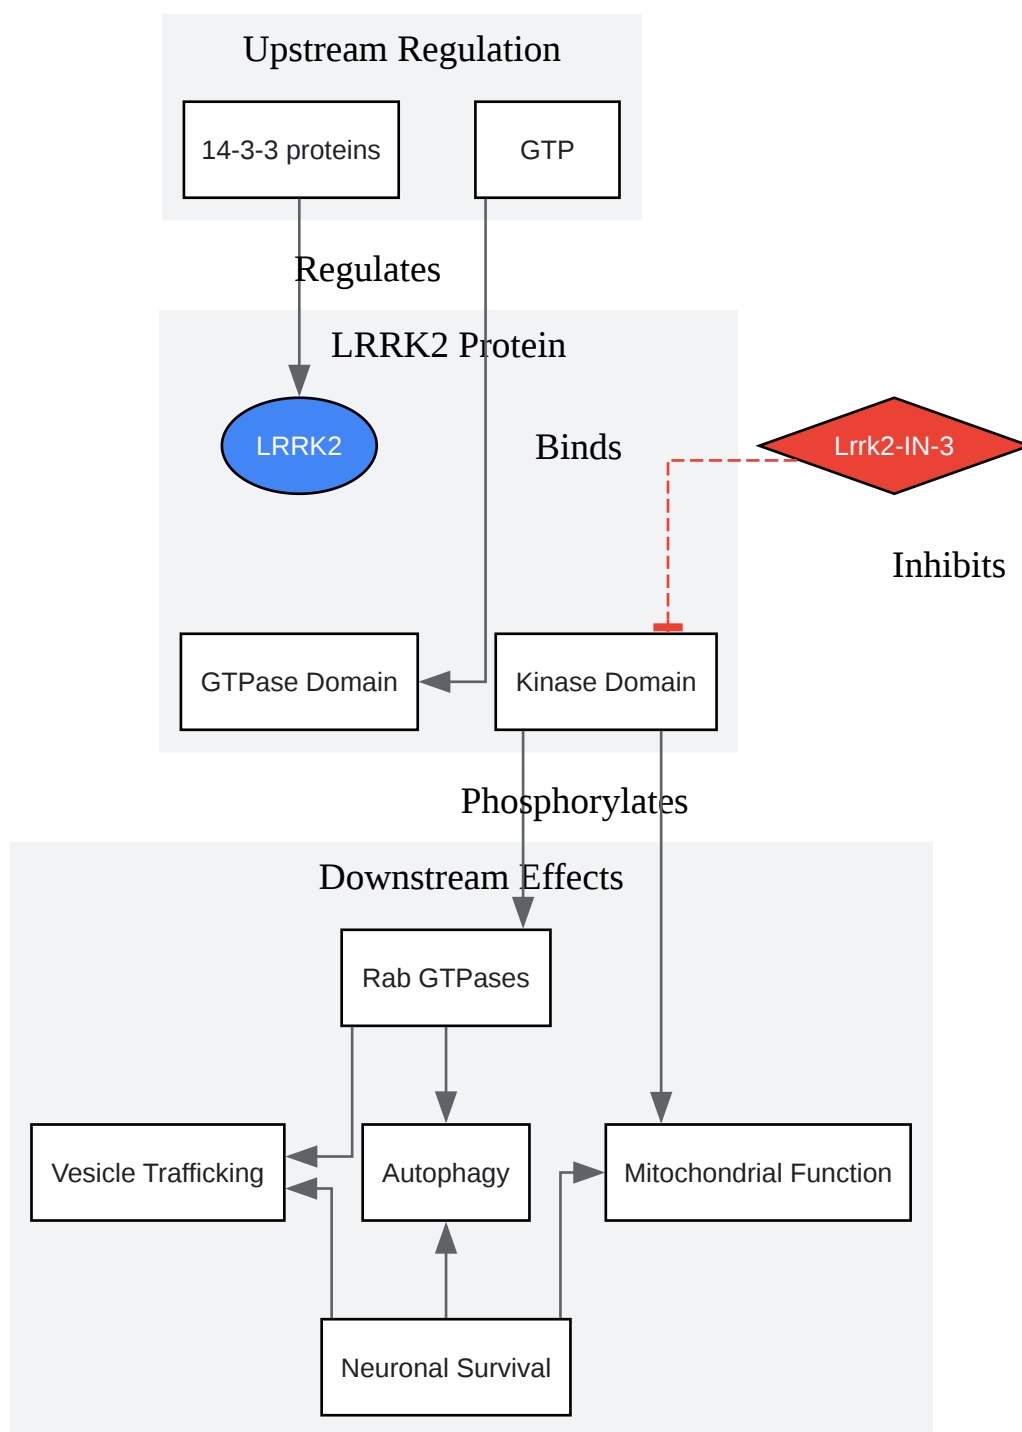 Upstream Regulation
14-3-3 proteins
GTP
Regulates
LRRK2 Protein
LRRK2
Binds
Lrrk2-IN-3
Inhibits
GTPase Domain
Kinase Domain
Phosphorylates
Downstream Effects
Rab GTPases
Vesicle Trafficking
Autophagy
Mitochondrial Function
Neuronal Survival